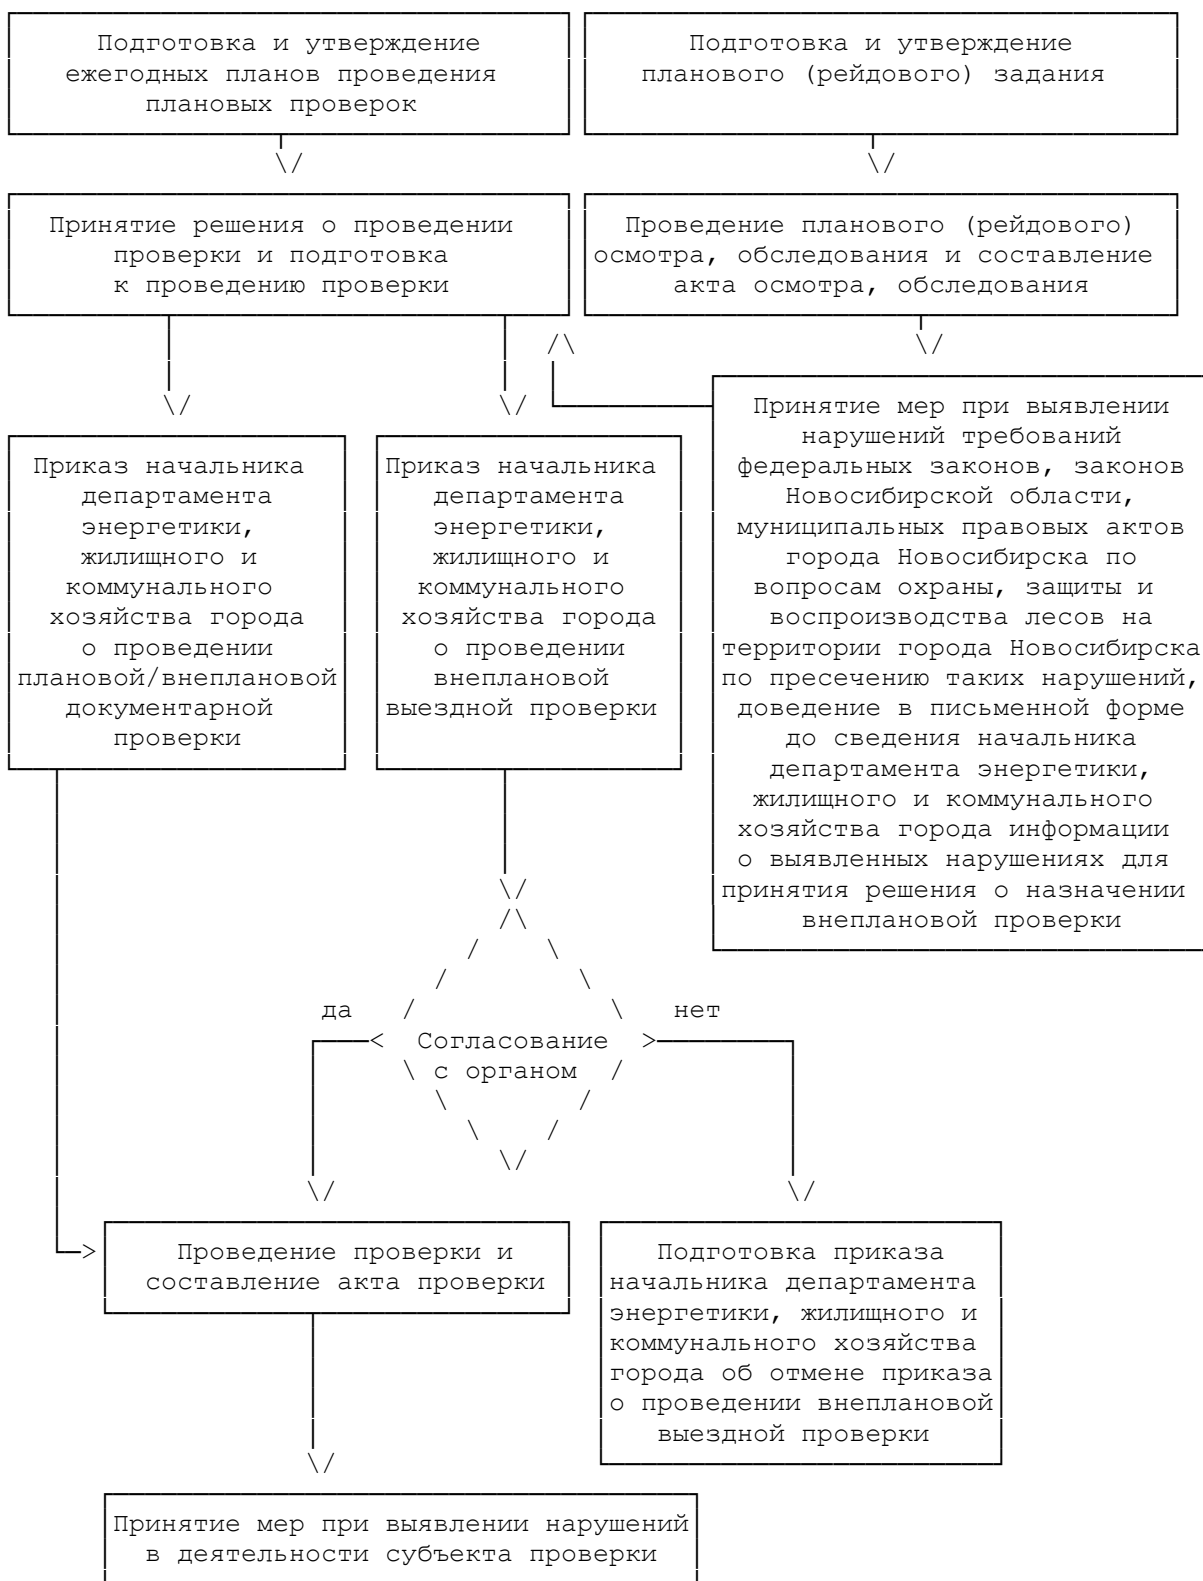 Подготовка и утверждение
ежегодных планов проведения
плановых проверок
Подготовка и утверждение
планового (рейдового) задания
Принятие решения о проведении
проверки и подготовка
к проведению проверки
Проведение планового (рейдового)
осмотра, обследования и составление
акта осмотра, обследования
Приказ начальника
департамента
энергетики,
жилищного и
коммунального
хозяйства города
о проведении
плановой/внеплановой
документарной
проверки
Приказ начальника
департамента
энергетики,
жилищного и
коммунального
хозяйства города
о проведении
внеплановой
выездной проверки
Принятие мер при выявлении
нарушений требований
федеральных законов, законов
Новосибирской области,
муниципальных правовых актов
города Новосибирска по
вопросам охраны, защиты и
воспроизводства лесов на
территории города Новосибирска
по пресечению таких нарушений,
доведение в письменной форме
до сведения начальника
департамента энергетики,
жилищного и коммунального
хозяйства города информации
о выявленных нарушениях для
принятия решения о назначении
внеплановой проверки
да
нет
Согласование
с органом
Проведение проверки и
составление акта проверки
Подготовка приказа
начальника департамента
энергетики, жилищного и
коммунального хозяйства
города об отмене приказа
о проведении внеплановой
выездной проверки
Принятие мер при выявлении нарушений
в деятельности субъекта проверки